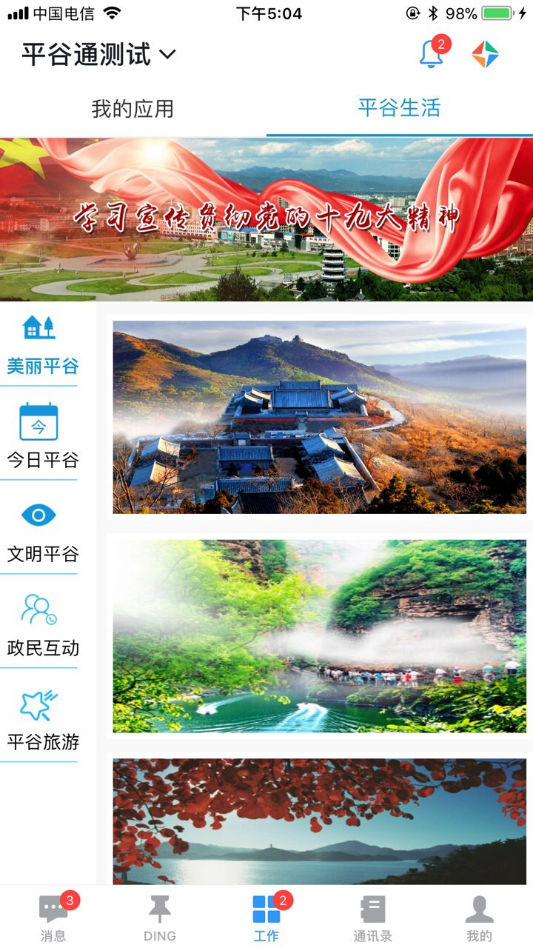 中国电信
下午5:04
98%
平谷通测试
2
我的应用
平谷生活
学习宣传贯彻党的十九大精神
美丽平谷
今
今日平谷
文明平谷
政民互动
平谷旅游
3
2
消息
DING
工作
通讯录
我的